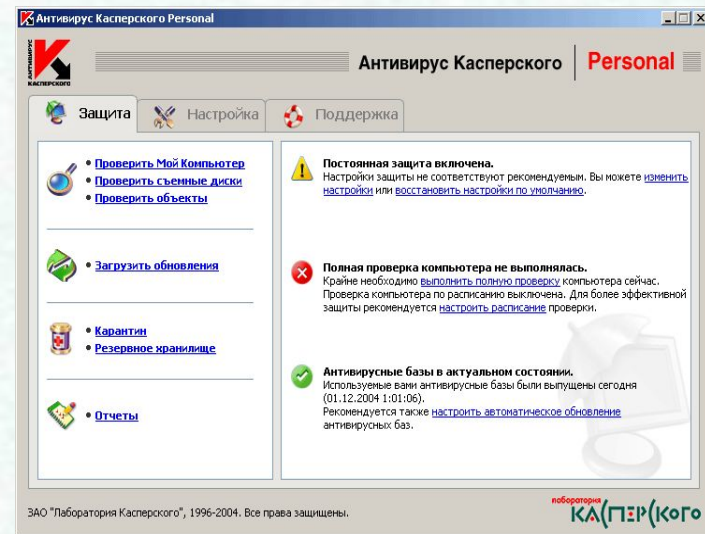 Антивирус Касперского Personal
АНТИВИРУС
КАСПЕРСКОГО
Антивирус Касперского Personal
Защита
Настройка
Поддержка
Проверить Мой Компьютер
Проверить съемные диски
Проверить объекты
Загрузить обновления
Карантин
Резервное хранилище
Отчеты
Постоянная защита включена.
Настройки защиты не соответствуют рекомендуемым. Вы можете изменить
настройки или восстановить настройки по умолчанию.
Полная проверка компьютера не выполнялась.
Крайне необходимо выполнить полную проверку компьютера сейчас.
Проверка компьютера по расписанию выключена. Для более эффективной
защиты рекомендуется настроить расписание проверки.
Антивирусные базы в актуальном состоянии.
Используемые вами антивирусные базы были выпущены сегодня
(01.12.2004 1:01:06).
Рекомендуется также настроить автоматическое обновление
антивирусных баз.
ЗАО "Лаборатория Касперского", 1996-2004. Все права защищены.
лаборатория
КАСПЕРСКОГО